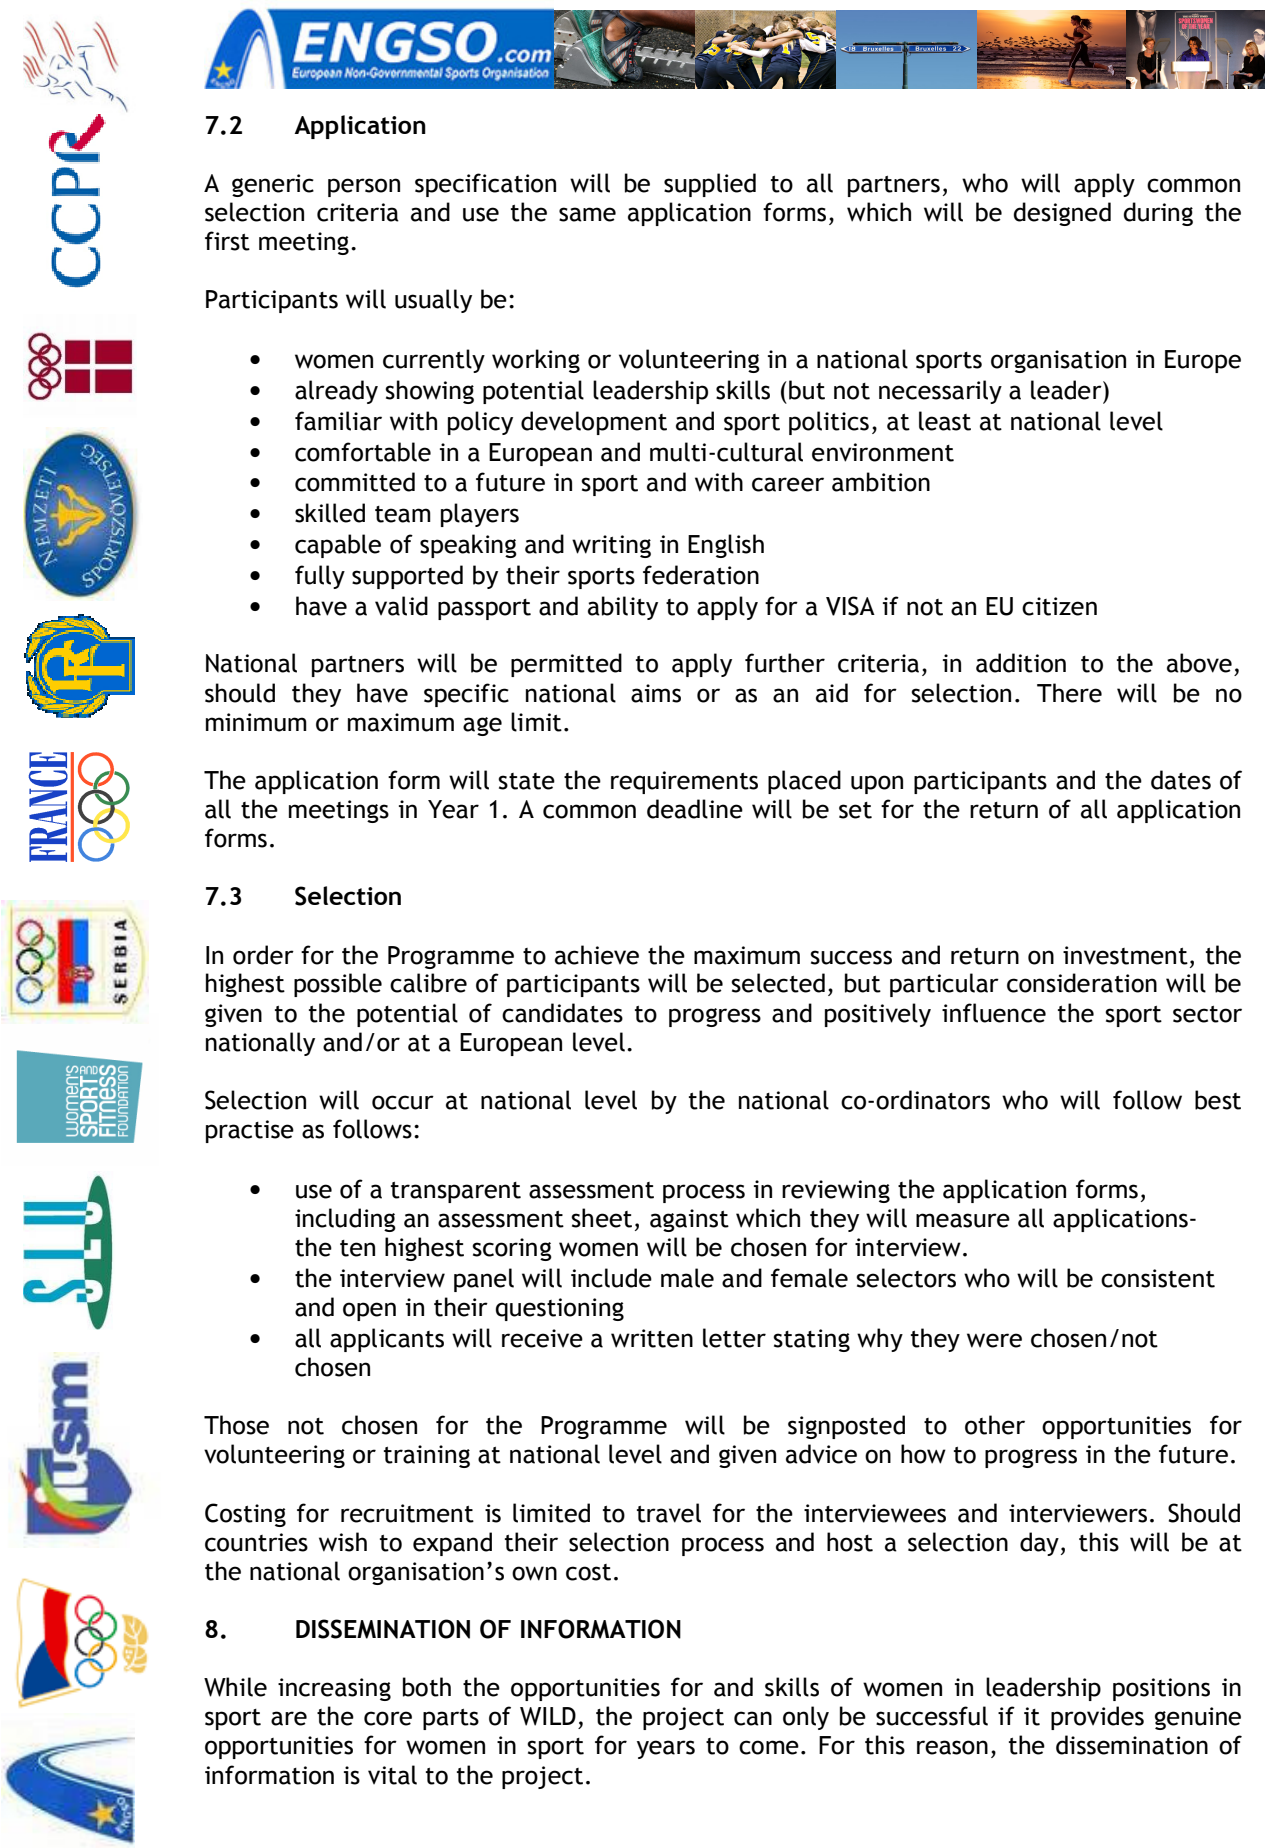 ENGSO.com
European Non-Governmental Sports Organisation
ENGSO
18 Bruxelles
Bruxelles 22
SPORTSWOMEN
OF THE YEAR
CCPR
NEMZETI
SPORTSZÖVETSÉG
RF
FRANCE
SERBIA
WOMEN'S AND
SPORT
FITNESS
FOUNDATION
SLU
iusm
ENGSO
7.2 Application
A generic person specification will be supplied to all partners, who will apply common
selection criteria and use the same application forms, which will be designed during the
first meeting.
Participants will usually be:
• women currently working or volunteering in a national sports organisation in Europe
• already showing potential leadership skills (but not necessarily a leader)
• familiar with policy development and sport politics, at least at national level
• comfortable in a European and multi-cultural environment
• committed to a future in sport and with career ambition
• skilled team players
• capable of speaking and writing in English
• fully supported by their sports federation
• have a valid passport and ability to apply for a VISA if not an EU citizen
National partners will be permitted to apply further criteria, in addition to the above,
should they have specific national aims or as an aid for selection. There will be no
minimum or maximum age limit.
The application form will state the requirements placed upon participants and the dates of
all the meetings in Year 1. A common deadline will be set for the return of all application
forms.
7.3 Selection
In order for the Programme to achieve the maximum success and return on investment, the
highest possible calibre of participants will be selected, but particular consideration will be
given to the potential of candidates to progress and positively influence the sport sector
nationally and/or at a European level.
Selection will occur at national level by the national co-ordinators who will follow best
practise as follows:
• use of a transparent assessment process in reviewing the application forms,
including an assessment sheet, against which they will measure all applications-
the ten highest scoring women will be chosen for interview.
• the interview panel will include male and female selectors who will be consistent
and open in their questioning
• all applicants will receive a written letter stating why they were chosen/not
chosen
Those not chosen for the Programme will be signposted to other opportunities for
volunteering or training at national level and given advice on how to progress in the future.
Costing for recruitment is limited to travel for the interviewees and interviewers. Should
countries wish to expand their selection process and host a selection day, this will be at
the national organisation’s own cost.
8. DISSEMINATION OF INFORMATION
While increasing both the opportunities for and skills of women in leadership positions in
sport are the core parts of WILD, the project can only be successful if it provides genuine
opportunities for women in sport for years to come. For this reason, the dissemination of
information is vital to the project.